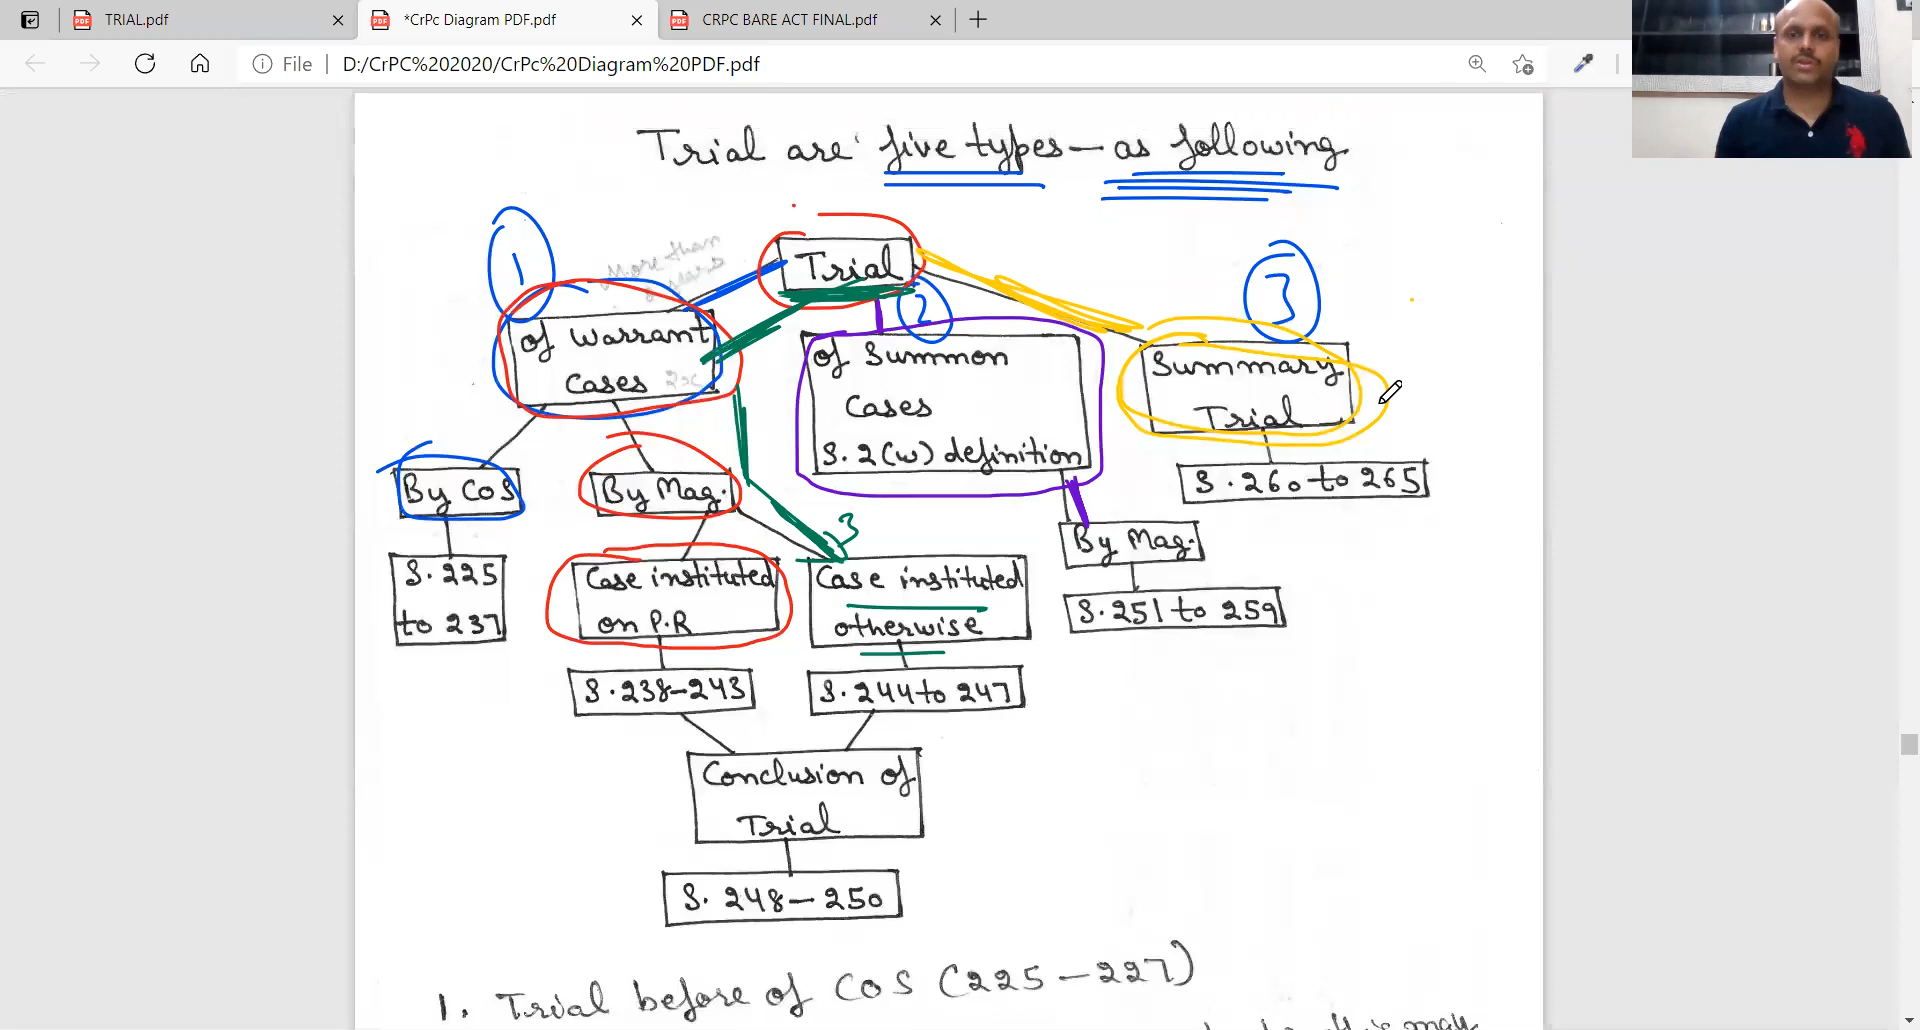 TRIAL.pdf
*CrPc Diagram PDF.pdf
CRPC BARE ACT FINAL.pdf
File
D:/CrPC%202020/CrPc%20Diagram%20PDF.pdf
Trial are five types — as following
1
More than
years
Trial
2
3
of warrant
Cases
of Summon
Cases
S. 2(w) definition
Summary
Trial
S. 260 to 265
By COS
By Mag.
3
By Mag.
S. 225
to 237
Case instituted
on P.R
Case instituted
otherwise
S. 251 to 259
S. 238-243
S. 244 to 247
Conclusion of
Trial
S. 248 - 250
1. Trial before of COS (225 - 227)